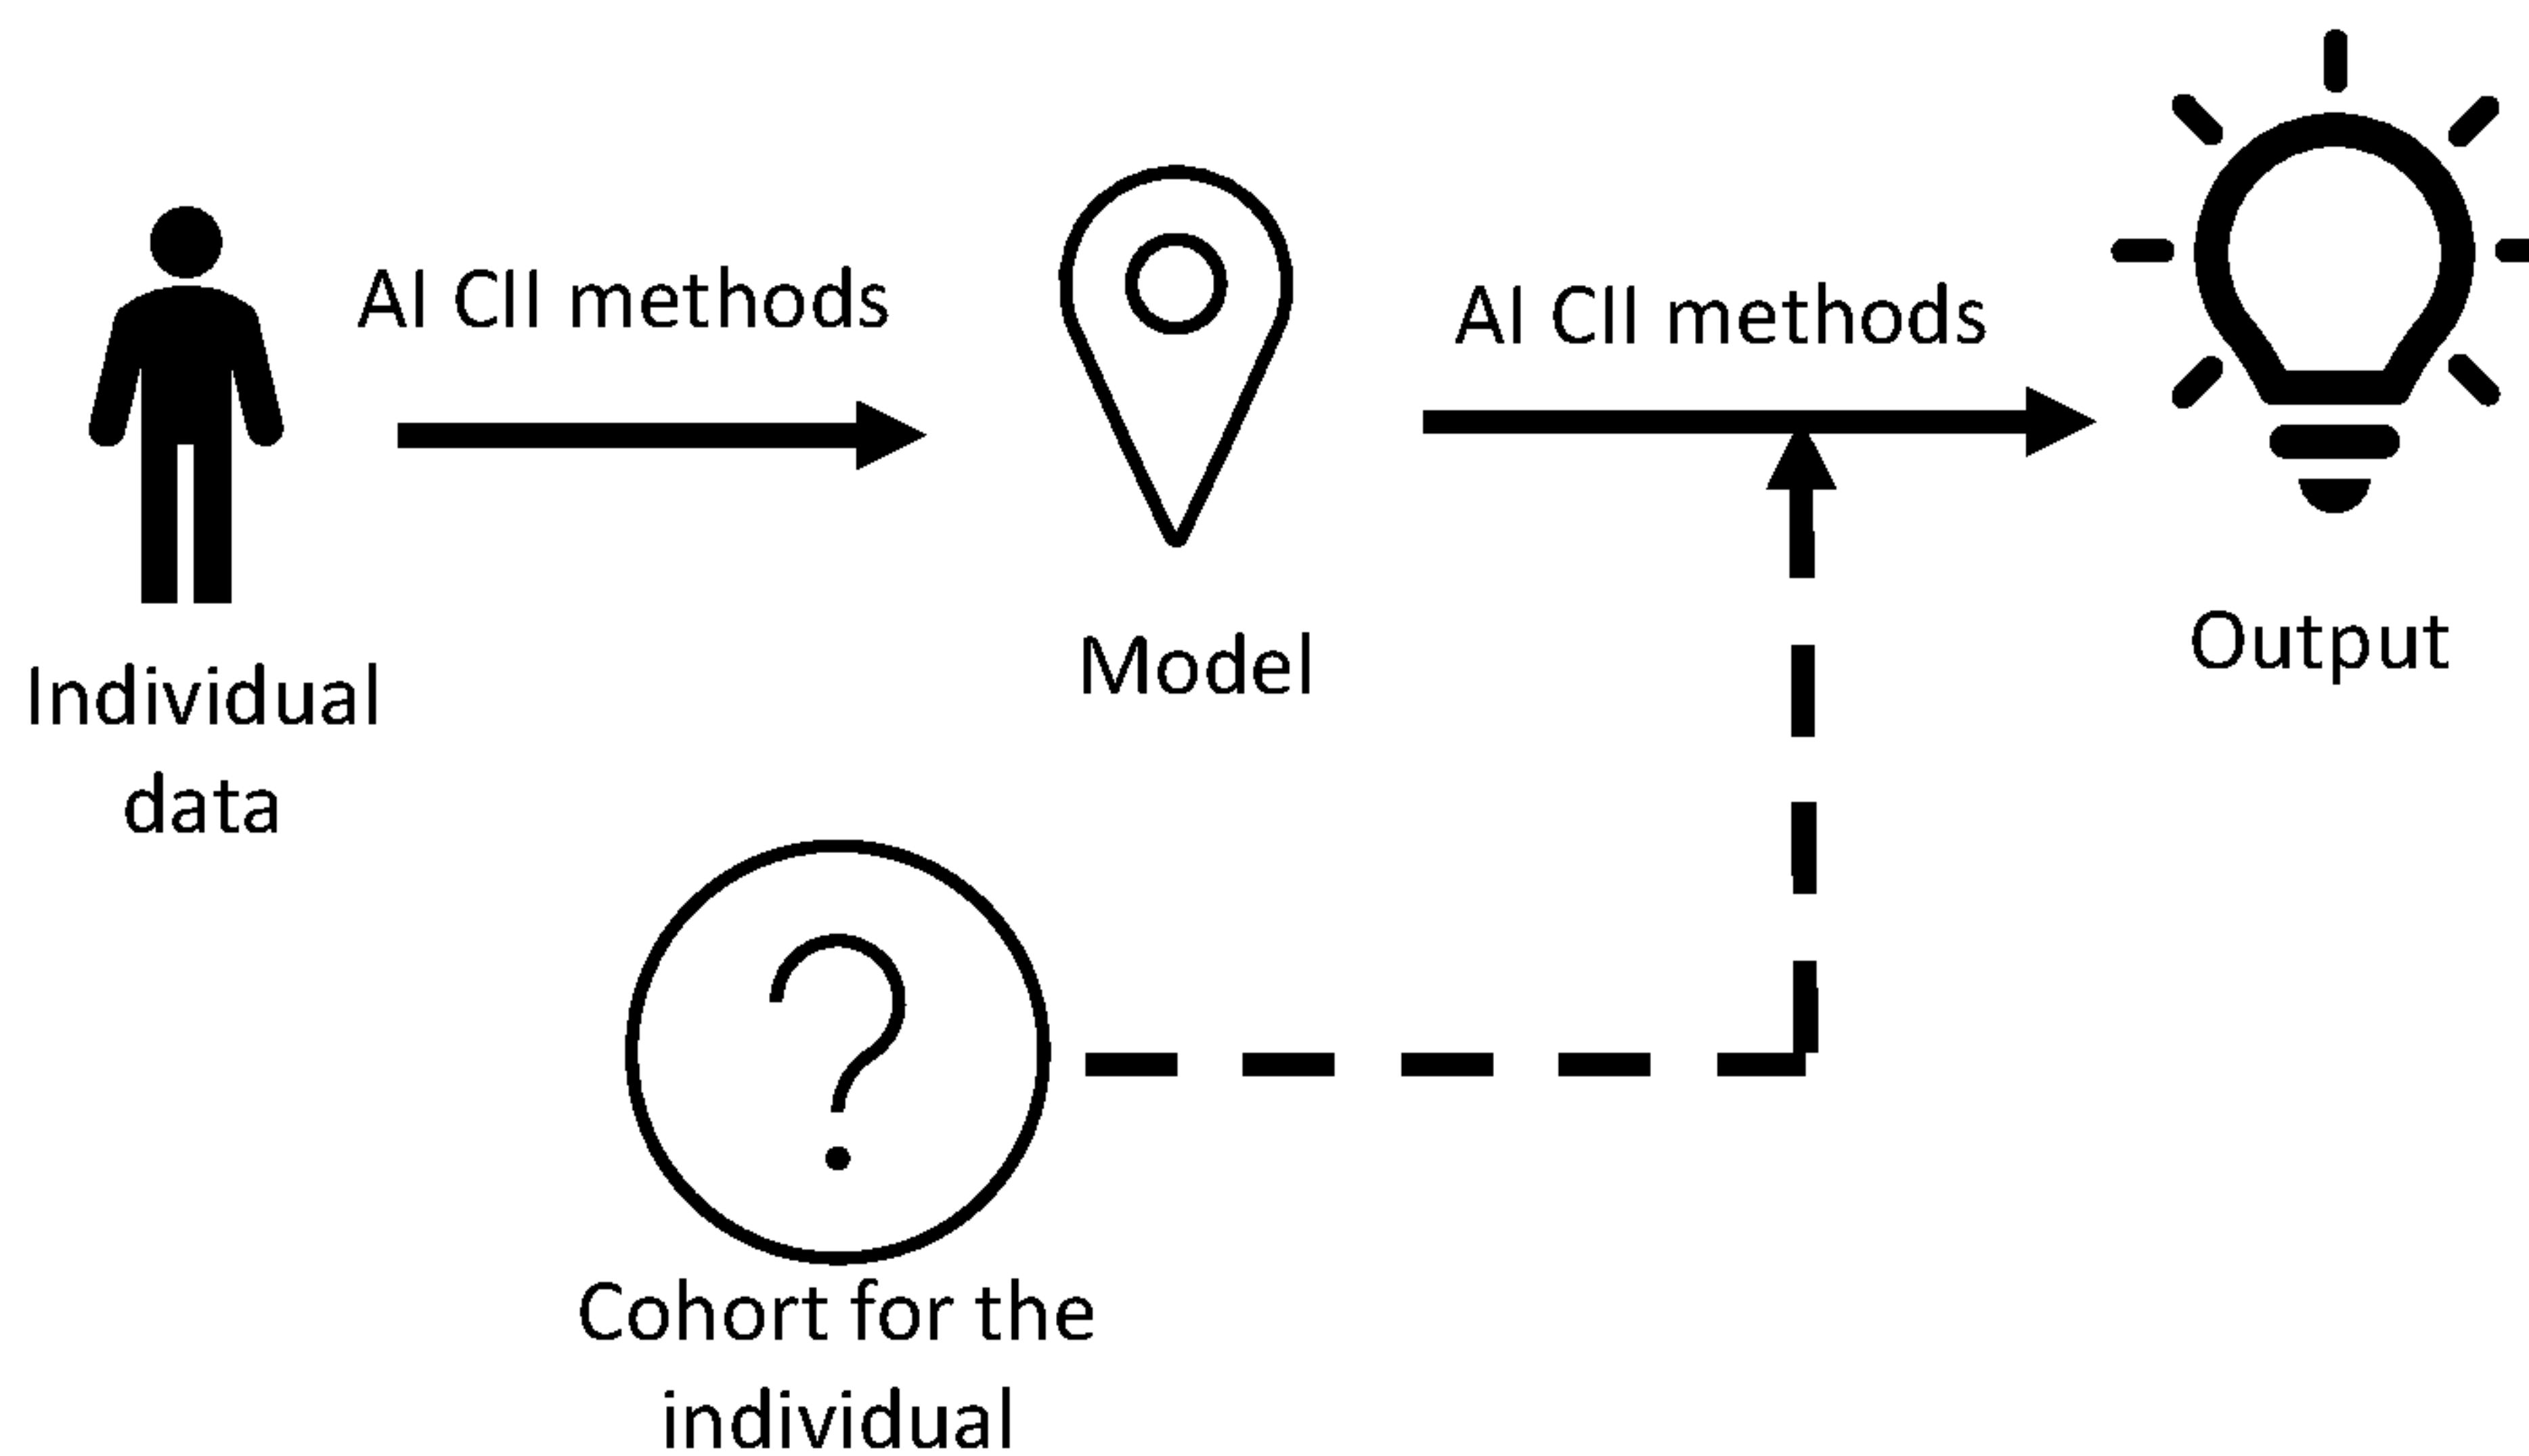 AI CII methods
AI CII methods
Individual
data
Model
Output
?
Cohort for the
individual